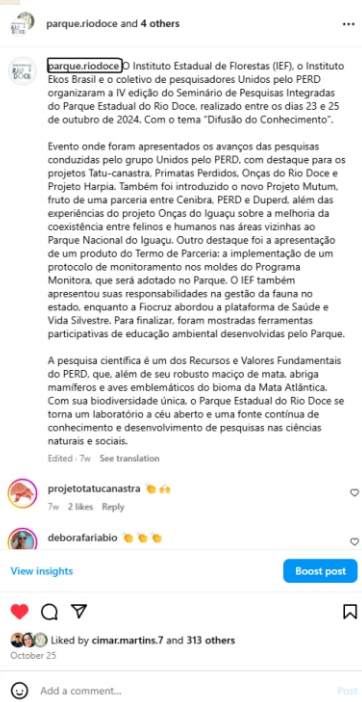 parque.riodoce and 4 others
parque.riodoce O Instituto Estadual de Florestas (IEF), o Instituto
Ekos Brasil e o coletivo de pesquisadores Unidos pelo PERD
organizaram a IV edição do Seminário de Pesquisas Integradas
do Parque Estadual do Rio Doce, realizado entre os dias 23 e 25
de outubro de 2024. Com o tema "Difusão do Conhecimento".
Evento onde foram apresentados os avanços das pesquisas
conduzidas pelo grupo Unidos pelo PERD, com destaque para os
projetos Tatu-canastra, Primatas Perdidos, Onças do Rio Doce e
Projeto Harpia. Também foi introduzido o novo Projeto Mutum,
fruto de uma parceria entre Cenibra, PERD e Duperd, além das
experiências do projeto Onças do Iguaçu sobre a melhoria da
coexistência entre felinos e humanos nas áreas vizinhas ao
Parque Nacional do Iguaçu. Outro destaque foi a apresentação
de um produto do Termo de Parceria: a implementação de um
protocolo de monitoramento nos moldes do Programa
Monitora, que será adotado no Parque. O IEF também
apresentou suas responsabilidades na gestão da fauna no
estado, enquanto a Fiocruz abordou a plataforma de Saúde e
Vida Silvestre. Para finalizar, foram mostradas ferramentas
participativas de educação ambiental desenvolvidas pelo Parque.
A pesquisa científica é um dos Recursos e Valores Fundamentais
do PERD, que, além de seu robusto maciço de mata, abriga
mamíferos e aves emblemáticos do bioma da Mata Atlântica.
Com sua biodiversidade única, o Parque Estadual do Rio Doce se
torna um laboratório a céu aberto e uma fonte contínua de
conhecimento e desenvolvimento de pesquisas nas ciências
naturais e sociais.
Edited · 7w See translation
projetotatucanastra 👏 🙌
7w 2 likes Reply
deborafariabio 👏 👏 👏
View insights
Boost post
Liked by cimar.martins.7 and 313 others
October 25
Add a comment...
Post